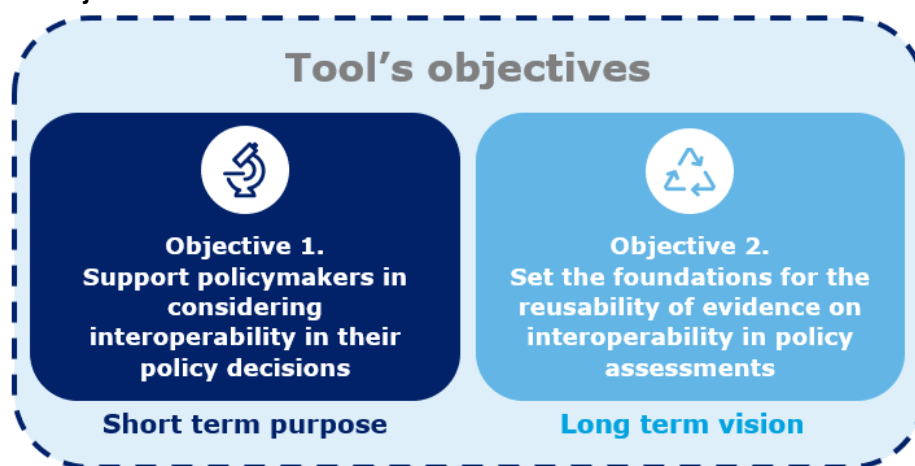 Tool’s objectives
Objective 1.
Support policymakers in
considering
interoperability in their
policy decisions
Short term purpose
Objective 2.
Set the foundations for the
reusability of evidence on
interoperability in policy
assessments
Long term vision